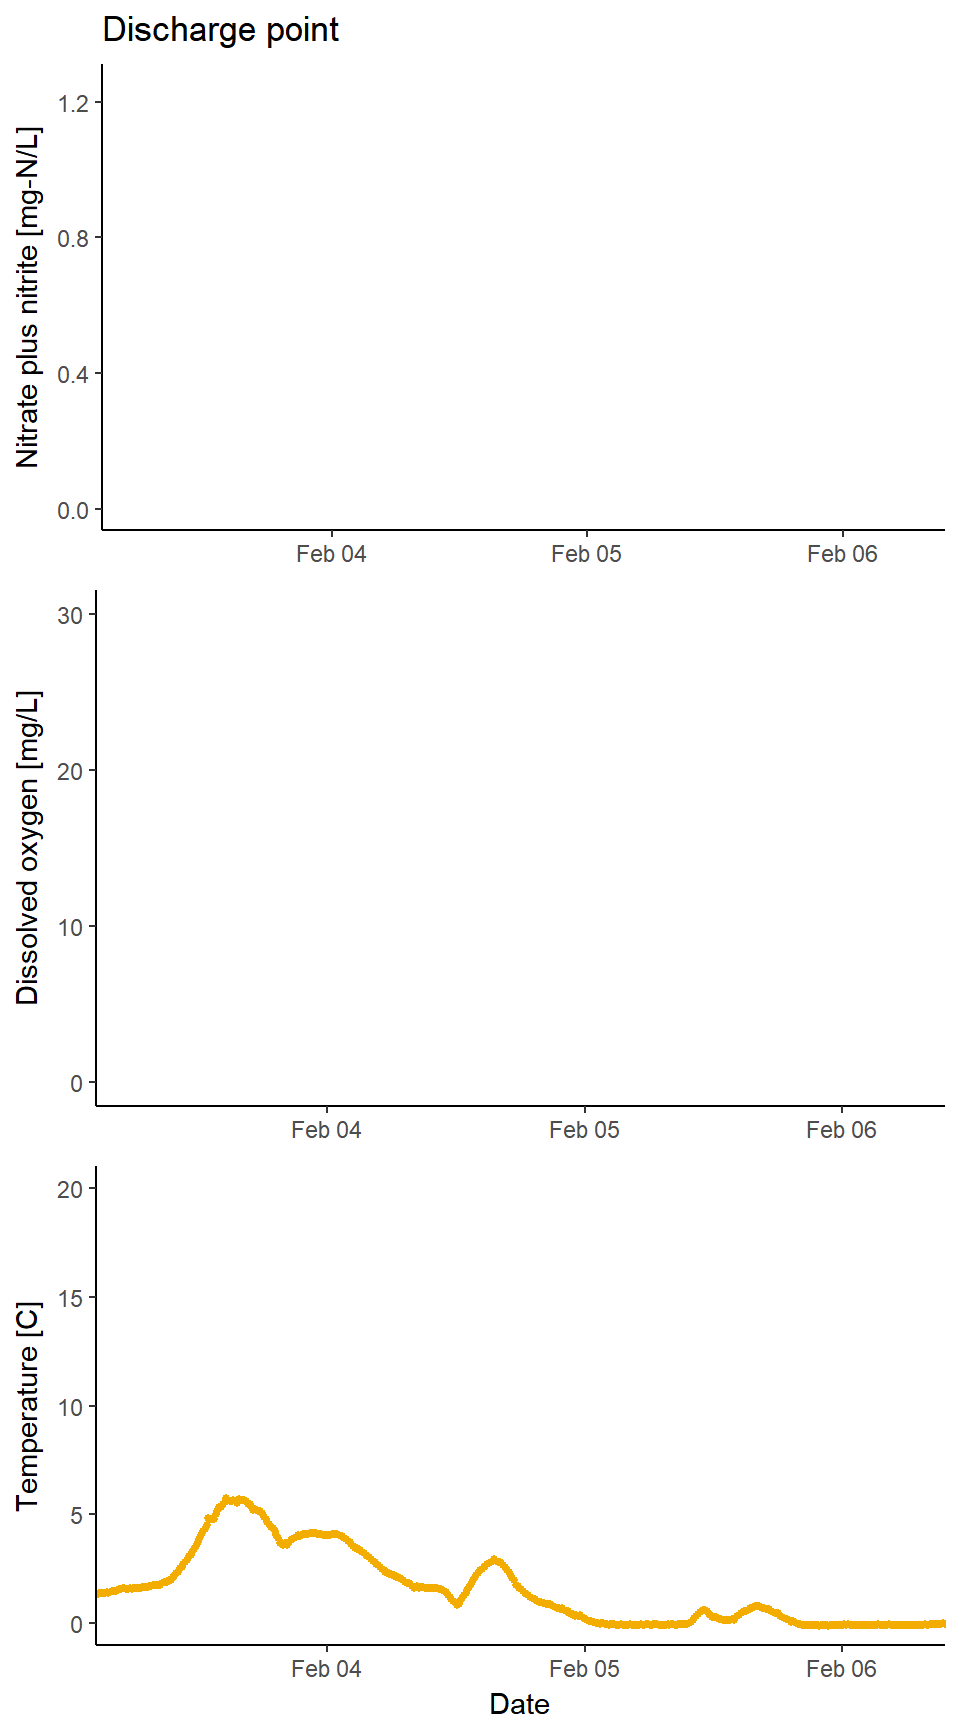 Discharge point
Nitrate plus nitrite [mg-N/L]
1.2
0.8
0.4
0.0
Feb 04 Feb 05 Feb 06
Dissolved oxygen [mg/L]
30
20
10
0
Feb 04 Feb 05 Feb 06
Temperature [C]
20
15
10
5
0
Feb 04 Feb 05 Feb 06
Date